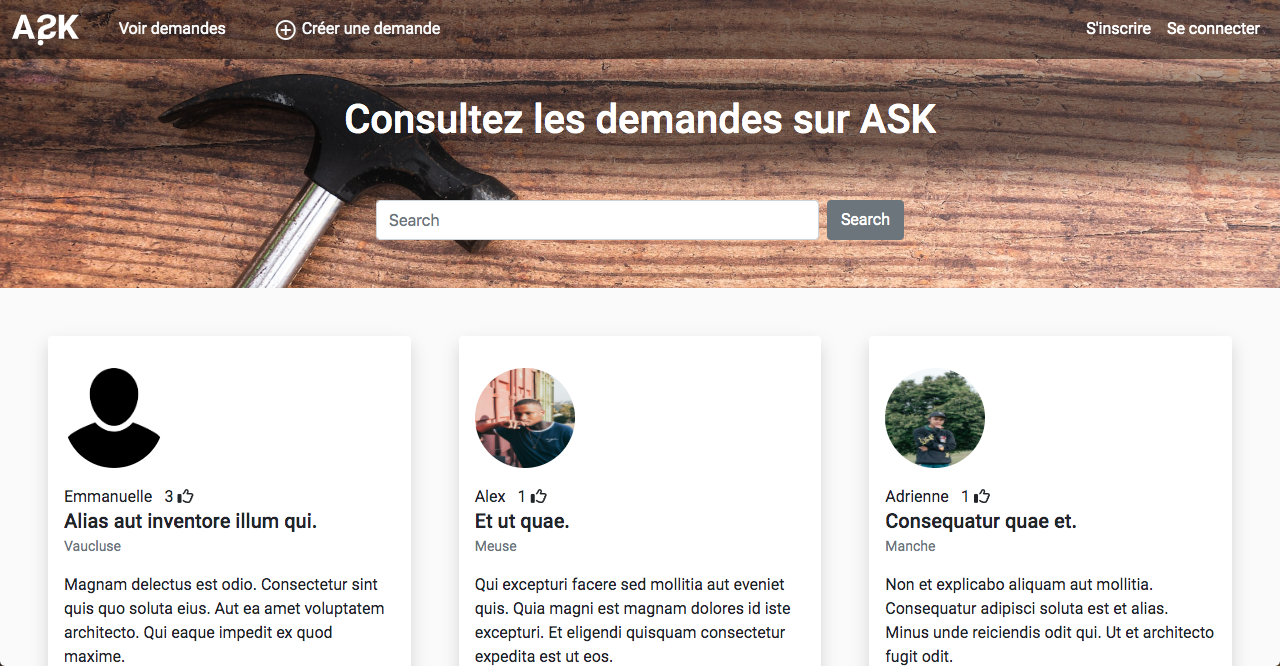 ASK
Voir demandes
Créer une demande
S'inscrire
Se connecter
Consultez les demandes sur ASK
Search
Search
Emmanuelle 3
Alias aut inventore illum qui.
Vaucluse
Magnam delectus est odio. Consectetur sint
quis quo soluta eius. Aut ea amet voluptatem
architecto. Qui eaque impedit ex quod
maxime.
Alex 1
Et ut quae.
Meuse
Qui excepturi facere sed mollitia aut eveniet
quis. Quia magni est magnam dolores id iste
excepturi. Et eligendi quisquam consectetur
expedita est ut eos.
Adrienne 1
Consequatur quae et.
Manche
Non et explicabo aliquam aut mollitia.
Consequatur adipisci soluta est et alias.
Minus unde reiciendis odit qui. Ut et architecto
fugit odit.